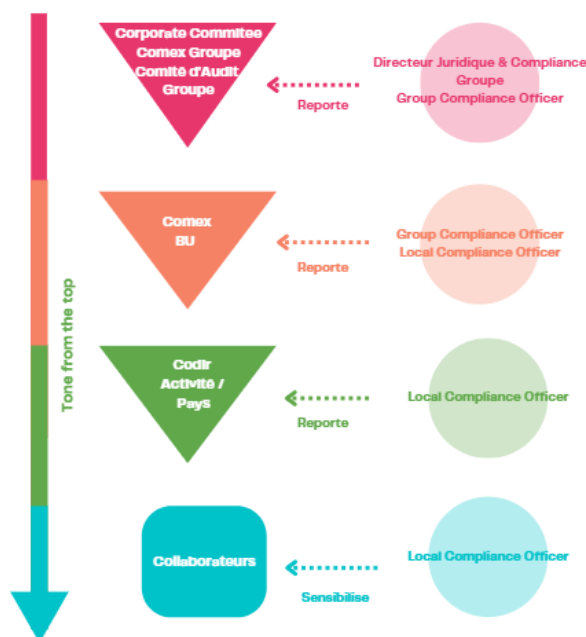 Corporate Commitee
Comex Groupe
Comité d'Audit
Groupe
Reporte
Directeur Juridique & Compliance
Groupe
Group Compliance Officer
Comex
BU
Reporte
Group Compliance Officer
Local Compliance Officer
Tone from the top
Codir
Activité /
Pays
Reporte
Local Compliance Officer
Collaborateurs
Sensibilise
Local Compliance Officer